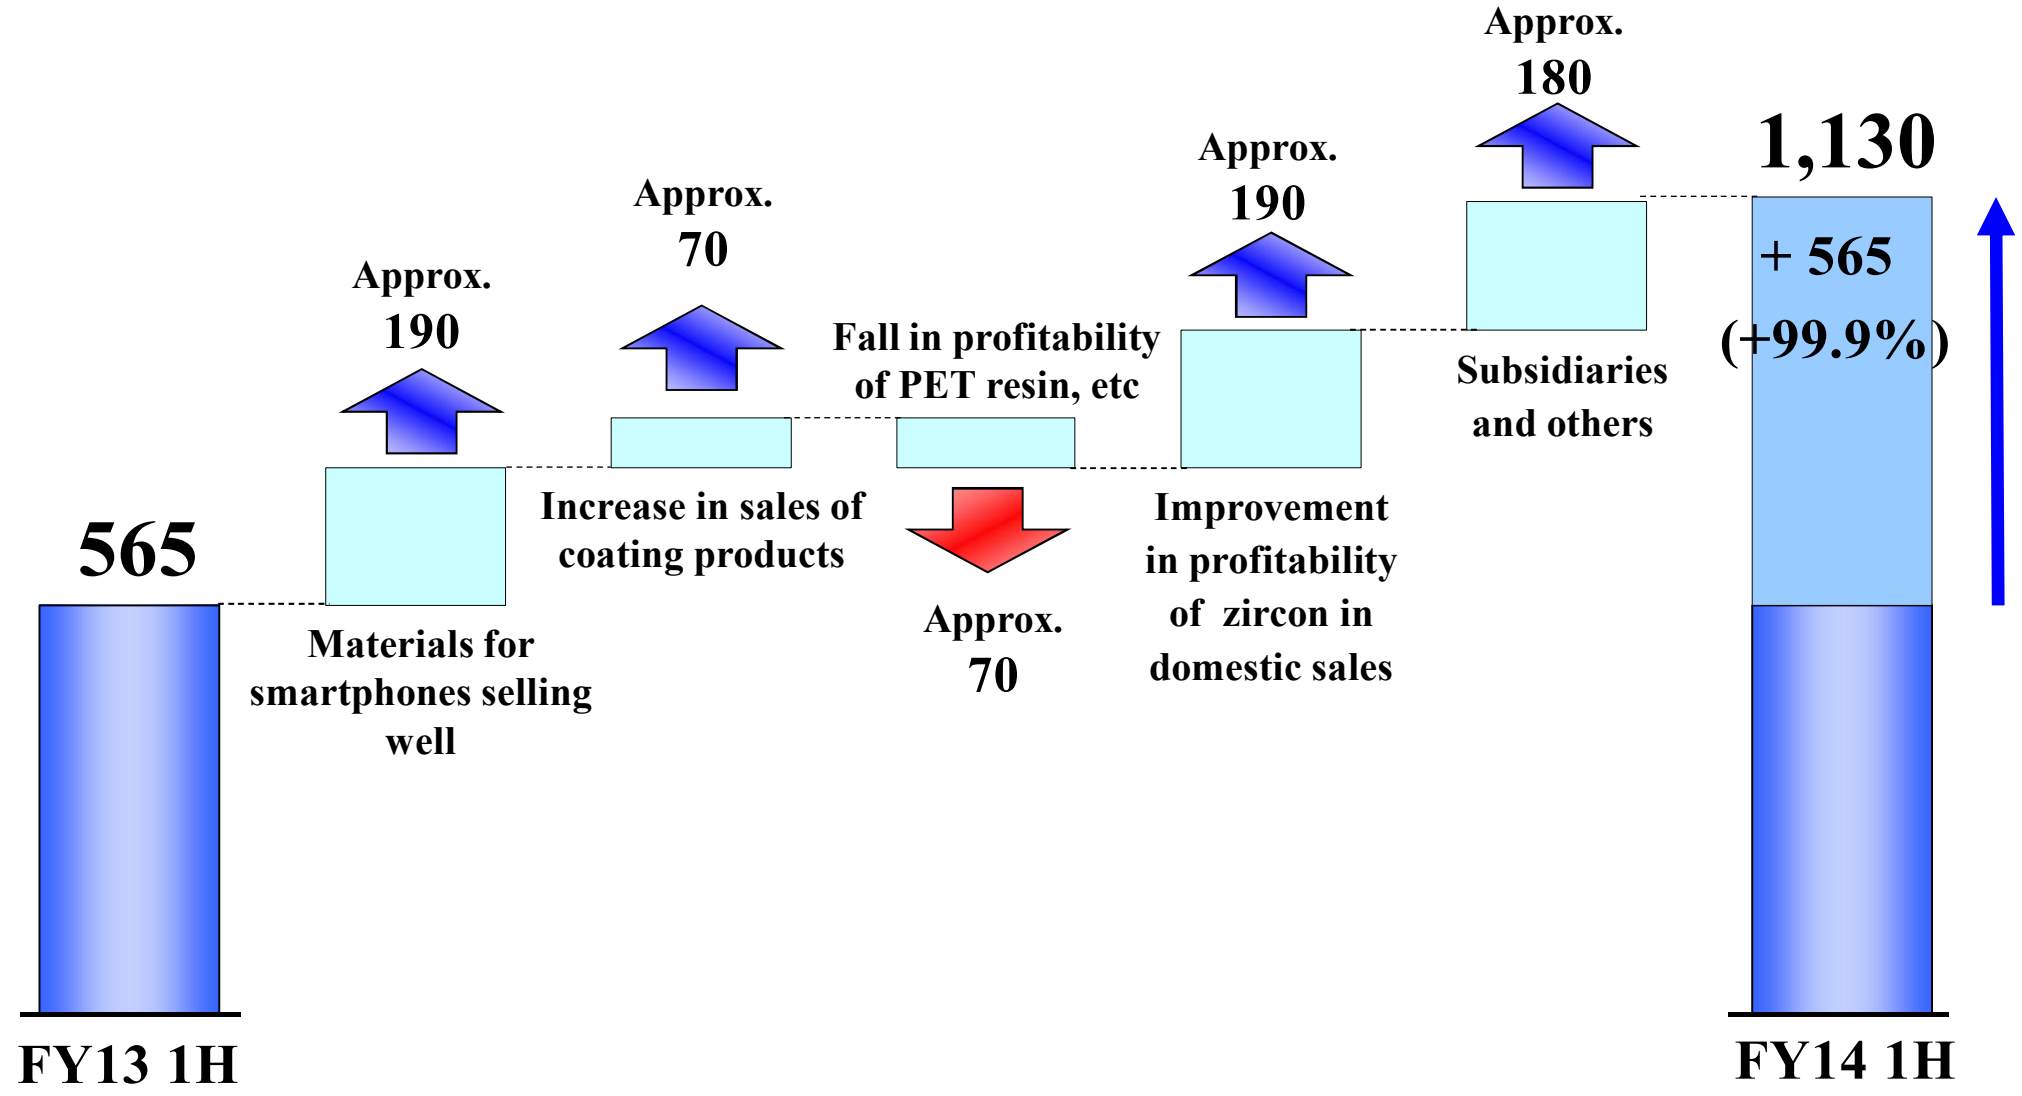 565
FY13 1H
Approx.
190
Materials for
smartphones selling
well
Approx.
70
Increase in sales of
coating products
Fall in profitability
of PET resin, etc
Approx.
70
Approx.
190
Improvement
in profitability
of zircon in
domestic sales
Approx.
180
Subsidiaries
and others
1,130
+ 565
(+99.9%)
FY14 1H